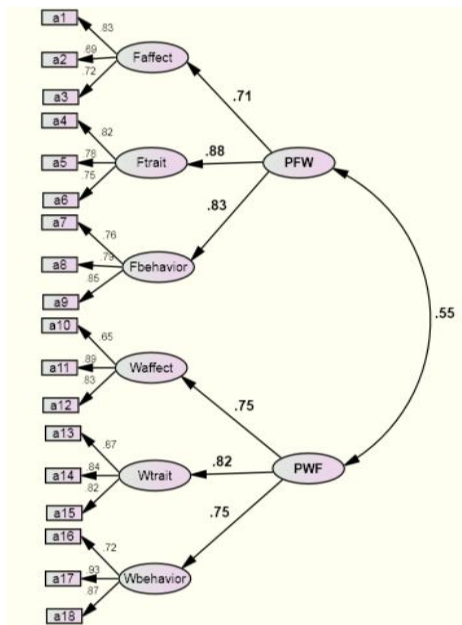 a1
.83
a2
.69
Faffect
a3
.72
.71
a4
.82
a5
.78
Ftrait
.88
PFW
a6
.75
.83
a7
.76
a8
.79
Fbehavior
a9
.85
.55
a10
.65
a11
.89
Waffect
a12
.83
.75
a13
.67
a14
.84
Wtrait
.82
PWF
a15
.82
.75
a16
.72
a17
.93
Wbehavior
a18
.87